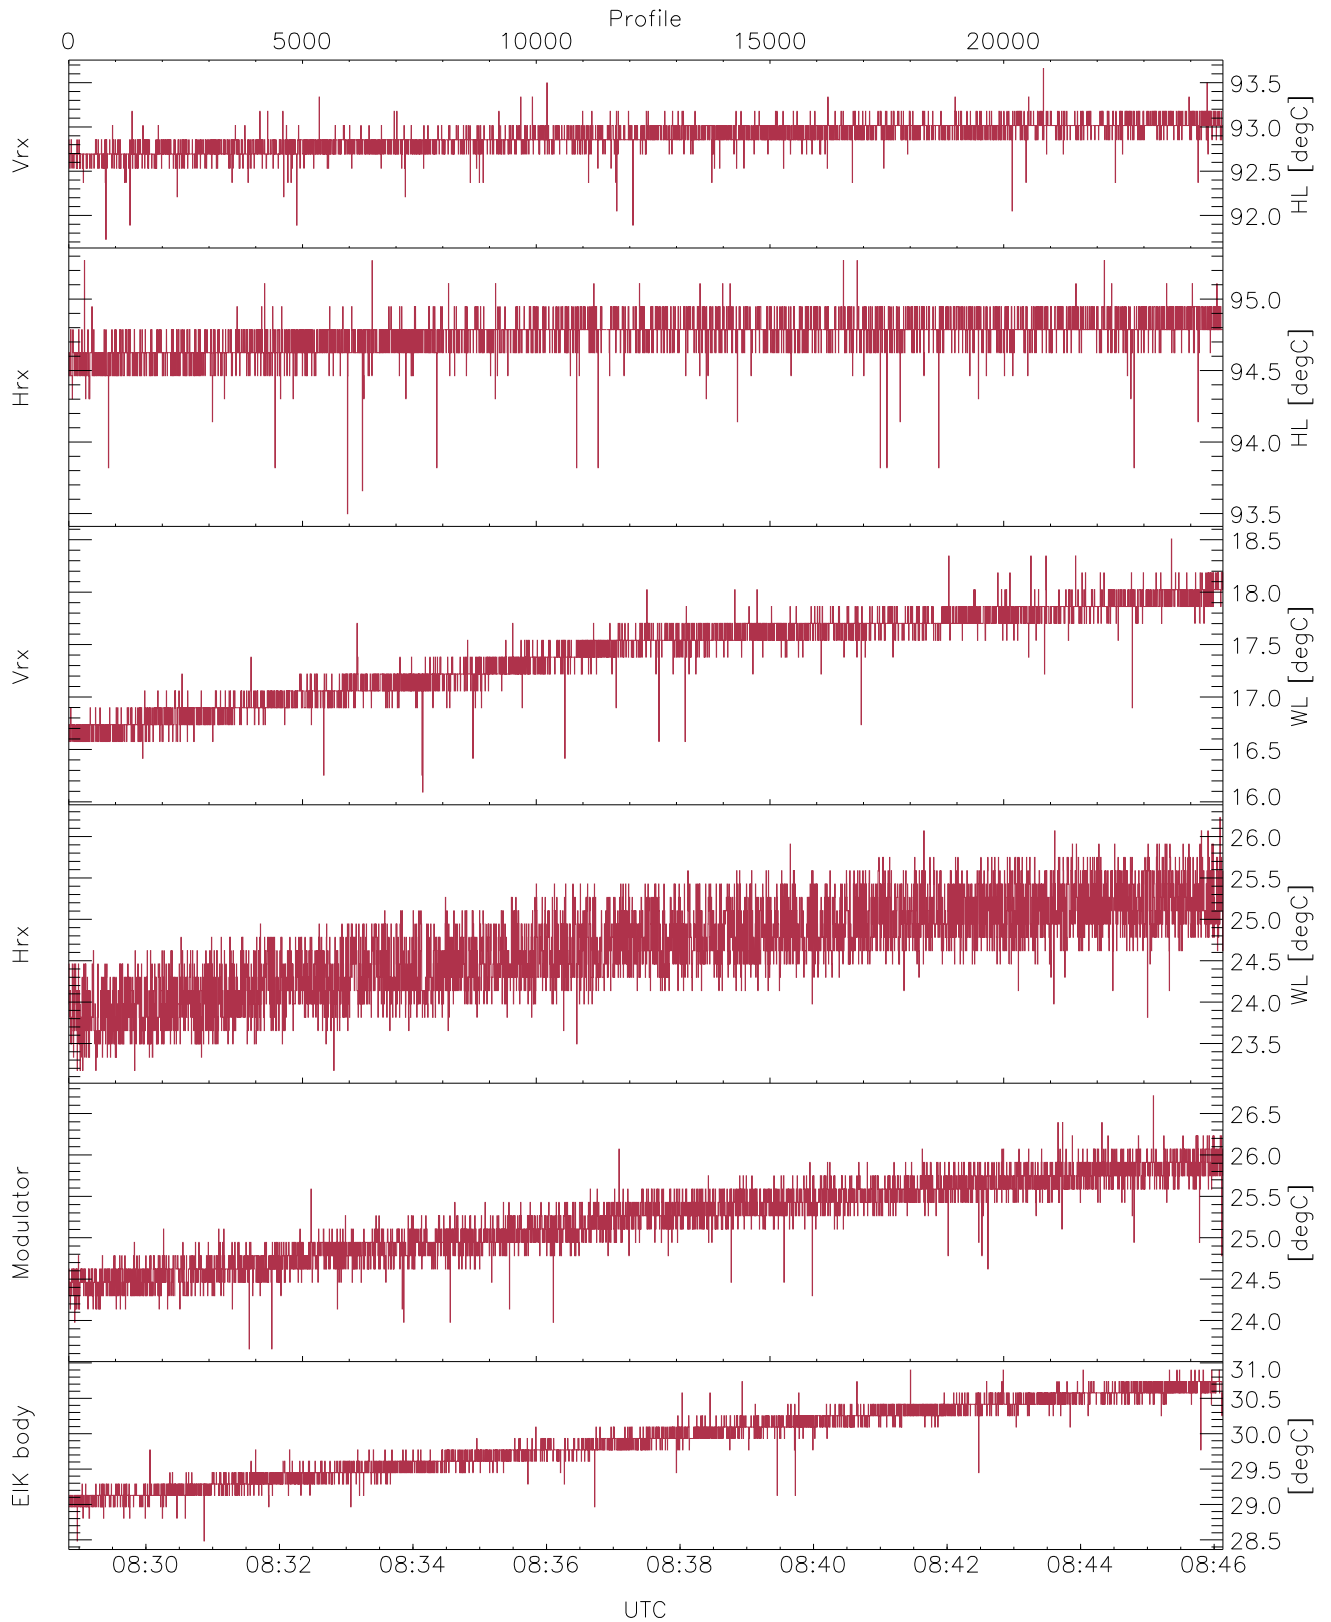 Profile
0 5000 10000 15000 20000
Vrx
93.5
93.0
92.5
92.0
HL [degC]
Hrx
95.0
94.5
94.0
93.5
HL [degC]
Vrx
18.5
18.0
17.5
17.0
16.5
16.0
WL [degC]
Hrx
26.0
25.5
25.0
24.5
24.0
23.5
WL [degC]
Modulator
26.5
26.0
25.5
25.0
24.5
24.0
[degC]
EIK body
31.0
30.5
30.0
29.5
29.0
28.5
[degC]
08:30 08:32 08:34 08:36 08:38 08:40 08:42 08:44 08:46
UTC